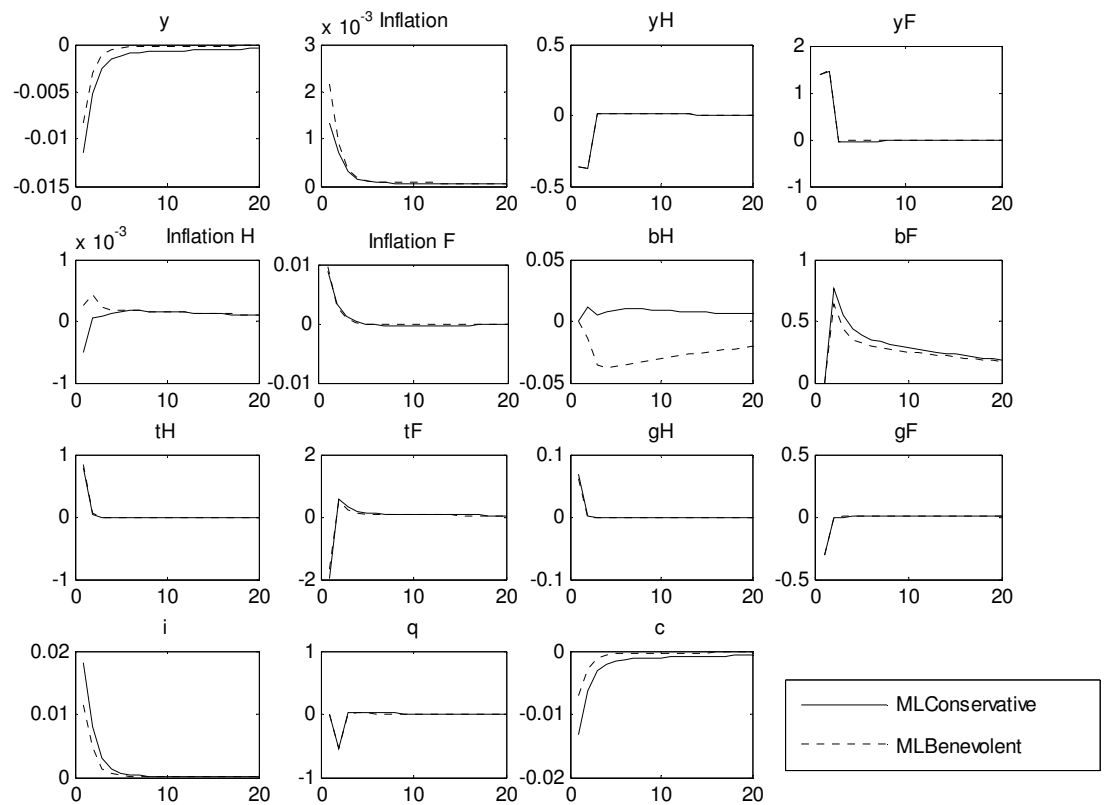 y
0
-0.005
-0.01
-0.015
0 10 20
x 10-3 Inflation
3
2
1
0
0 10 20
yH
0.5
0
-0.5
0 10 20
yF
2
1
0
-1
0 10 20
x 10-3 Inflation H
1
0
-1
0 10 20
Inflation F
0.01
0
-0.01
0 10 20
bH
0.05
0
-0.05
0 10 20
bF
1
0.5
0
0 10 20
tH
1
0
-1
0 10 20
tF
2
0
-2
0 10 20
gH
0.1
0
-0.1
0 10 20
gF
0.5
0
-0.5
0 10 20
i
0.02
0.01
0
0 10 20
q
1
0
-1
0 10 20
c
0
-0.01
-0.02
0 10 20
MLConservative
MLBenevolent